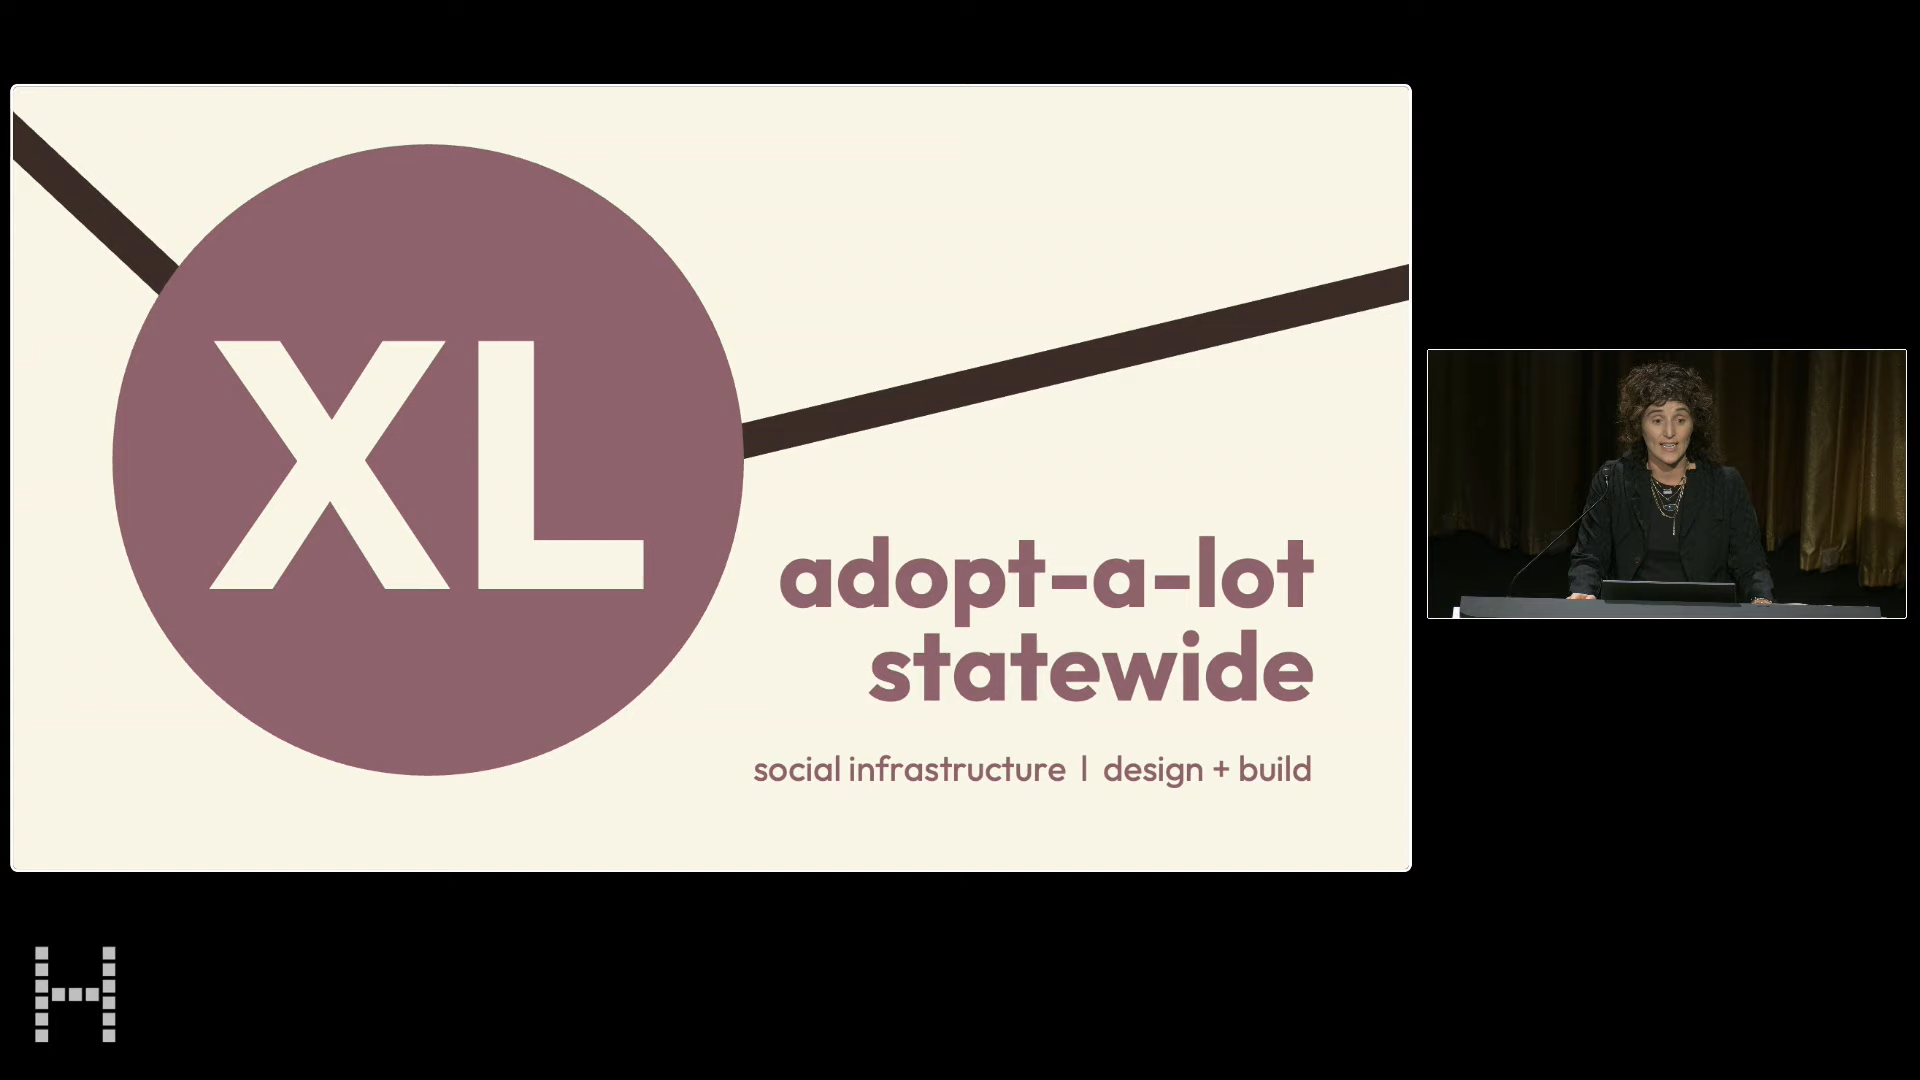 XL
adopt-a-lot
statewide
social infrastructure | design + build
H